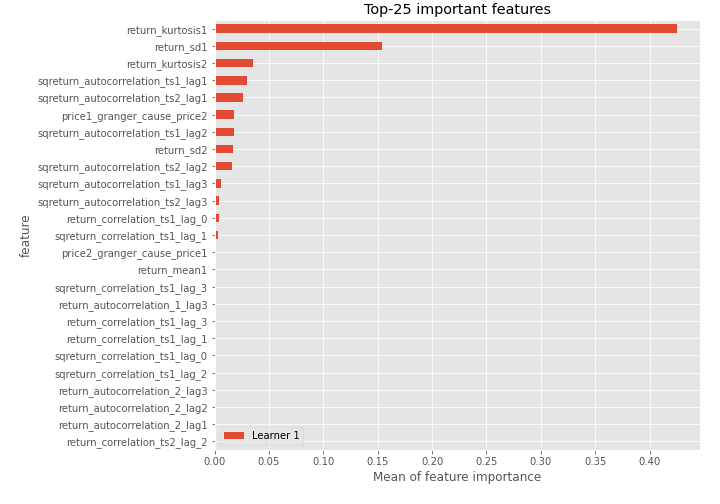 Top-25 important features
return_kurtosis1
return_sd1
return_kurtosis2
sqreturn_autocorrelation_ts1_lag1
sqreturn_autocorrelation_ts2_lag1
price1_granger_cause_price2
sqreturn_autocorrelation_ts1_lag2
return_sd2
sqreturn_autocorrelation_ts2_lag2
sqreturn_autocorrelation_ts1_lag3
sqreturn_autocorrelation_ts2_lag3
return_correlation_ts1_lag_0
sqreturn_correlation_ts1_lag_1
price2_granger_cause_price1
return_mean1
sqreturn_correlation_ts1_lag_3
return_autocorrelation_1_lag3
return_correlation_ts1_lag_3
return_correlation_ts1_lag_1
sqreturn_correlation_ts1_lag_0
sqreturn_correlation_ts1_lag_2
return_autocorrelation_2_lag3
return_autocorrelation_2_lag2
return_autocorrelation_2_lag1
return_correlation_ts2_lag_2
feature
Learner 1
0.00 0.05 0.10 0.15 0.20 0.25 0.30 0.35 0.40
Mean of feature importance